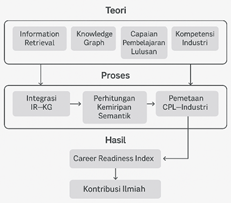 Teori
Information
Retrieval
Knowledge
Graph
Capaian
Pembelajaran
Lulusan
Kompetensi
Industri
Proses
Integrasi
IR–KG
Perhitungan
Kemiripan
Semantik
Pemetaan
CPL–Industri
Hasil
Career Readiness Index
Kontribusi Ilmiah